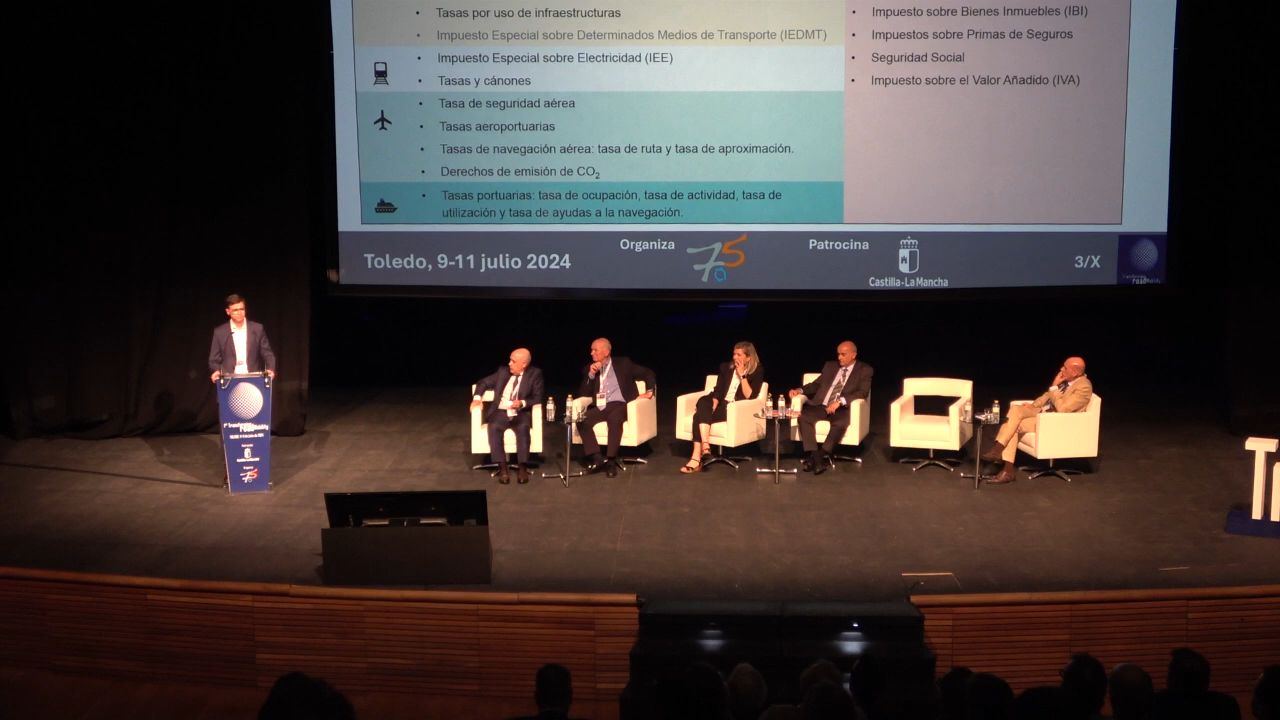 Tasas por uso de infraestructuras
Impuesto Especial sobre Determinados Medios de Transporte (IEDMT)
Impuesto Especial sobre Electricidad (IEE)
Tasas y cánones
Tasa de seguridad aérea
Tasas aeroportuarias
Tasas de navegación aérea: tasa de ruta y tasa de aproximación.
Derechos de emisión de CO2
Tasas portuarias: tasa de ocupación, tasa de actividad, tasa de
utilización y tasa de ayudas a la navegación.
Impuesto sobre Bienes Inmuebles (IBI)
Impuestos sobre Primas de Seguros
Seguridad Social
Impuesto sobre el Valor Añadido (IVA)
Toledo, 9-11 julio 2024
Organiza
75
Patrocina
Castilla-La Mancha
3/X
75